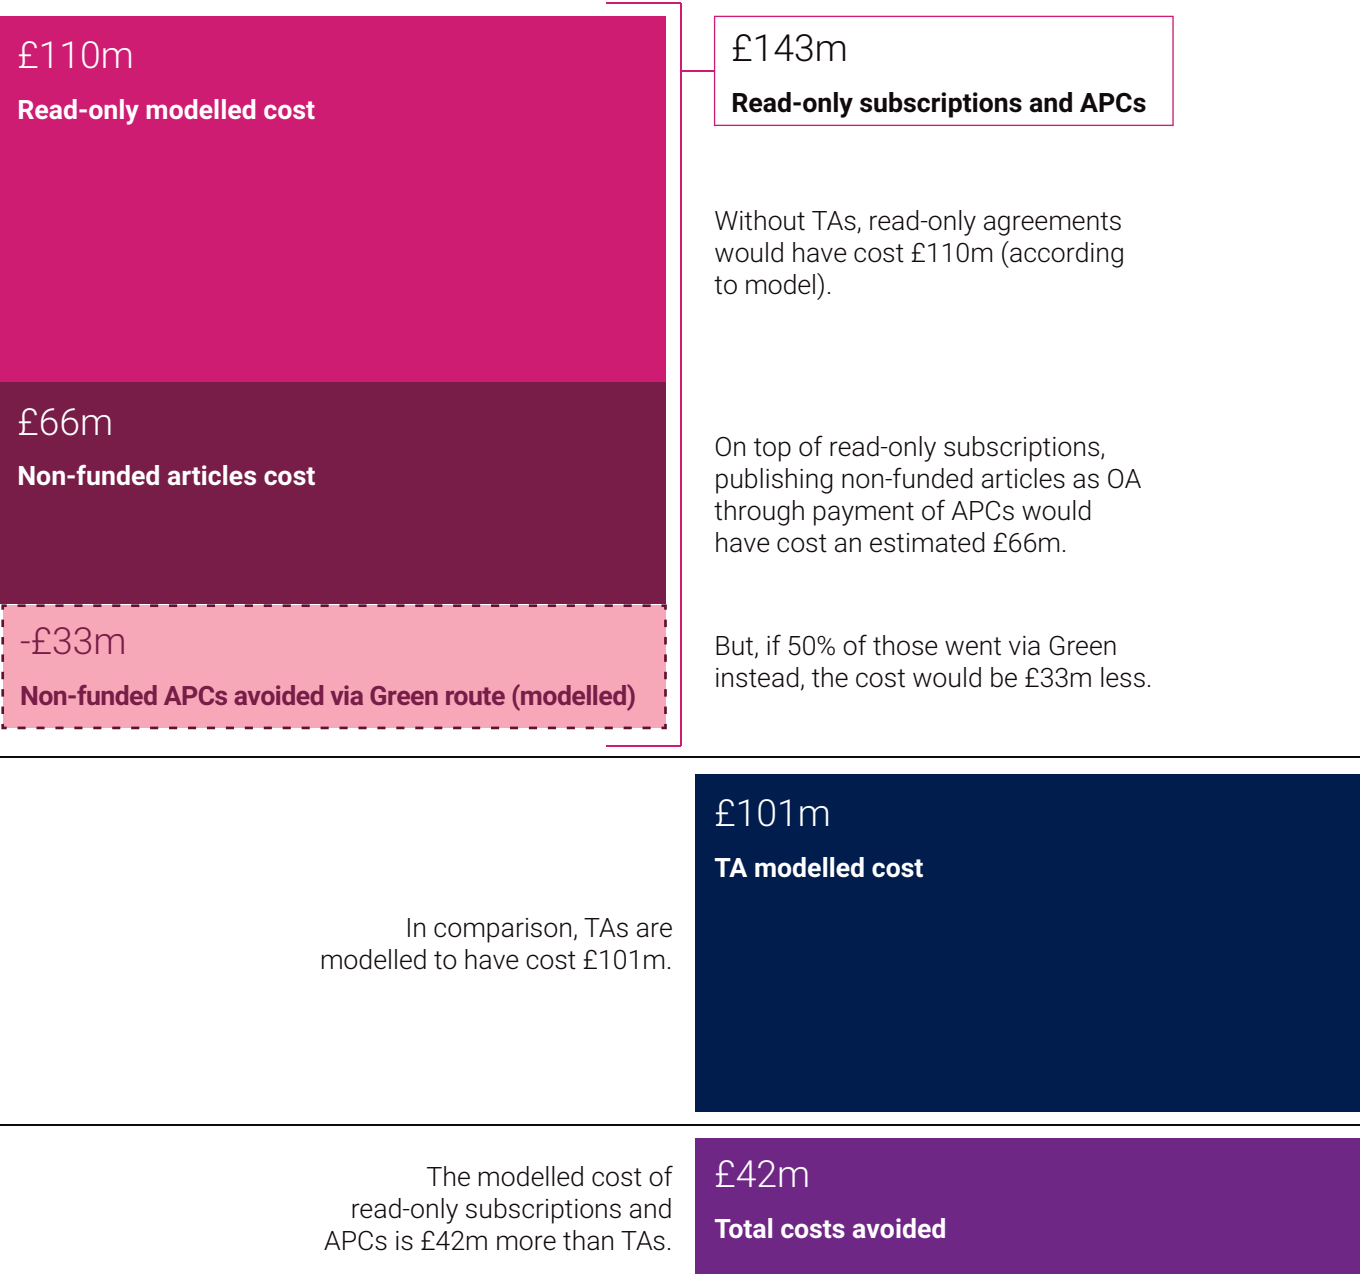 £110m
Read-only modelled cost
£143m
Read-only subscriptions and APCs
Without TAs, read-only agreements
would have cost £110m (according
to model).
£66m
Non-funded articles cost
On top of read-only subscriptions,
publishing non-funded articles as OA
through payment of APCs would
have cost an estimated £66m.
-£33m
Non-funded APCs avoided via Green route (modelled)
But, if 50% of those went via Green
instead, the cost would be £33m less.
£101m
TA modelled cost
In comparison, TAs are
modelled to have cost £101m.
The modelled cost of
read-only subscriptions and
APCs is £42m more than TAs.
£42m
Total costs avoided